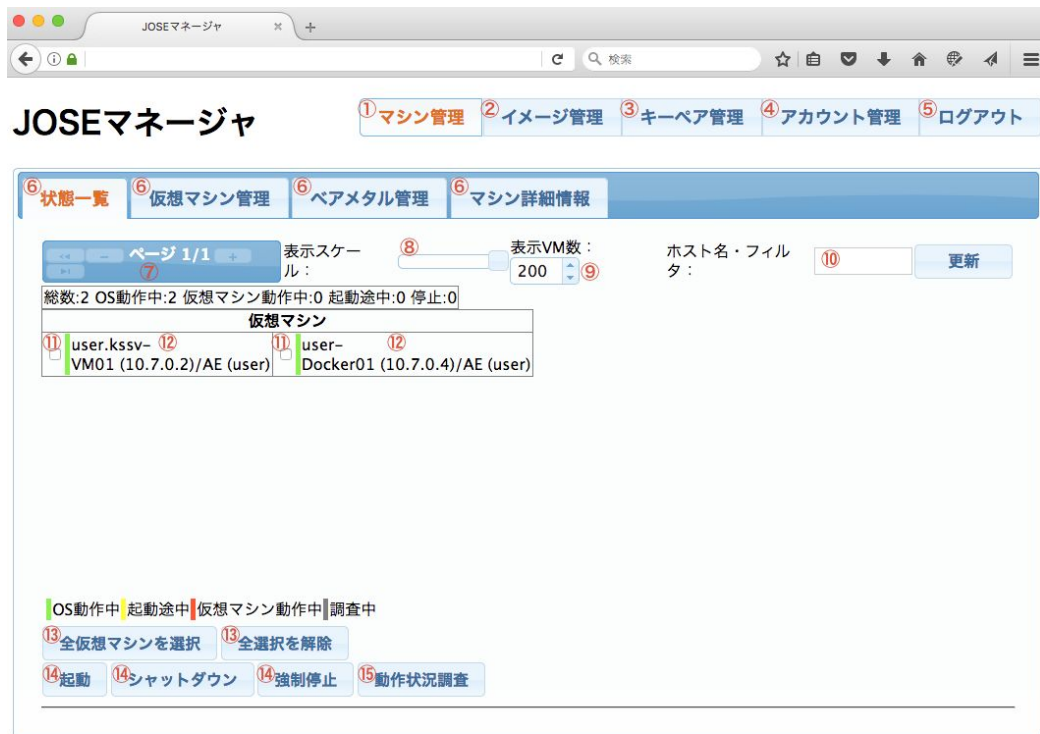 JOSEマネージャ
検索
JOSEマネージャ
①マシン管理 ②イメージ管理 ③キーペア管理 ④アカウント管理 ⑤ログアウト
⑥状態一覧 ⑥仮想マシン管理 ⑥ベアメタル管理 ⑥マシン詳細情報
ページ 1/1
⑦
表示スケー
ル：
⑧
表示VM数：
200 ⑨
ホスト名・フィル
タ：
⑩
更新
総数:2 OS動作中:2 仮想マシン動作中:0 起動途中:0 停止:0
仮想マシン
⑪ user.kssv- ⑫
VM01 (10.7.0.2)/AE (user)
⑪ user- ⑫
Docker01 (10.7.0.4)/AE (user)
OS動作中 起動途中 仮想マシン動作中 調査中
⑬全仮想マシンを選択 ⑬全選択を解除
⑭起動 ⑭シャットダウン ⑭強制停止 ⑮動作状況調査